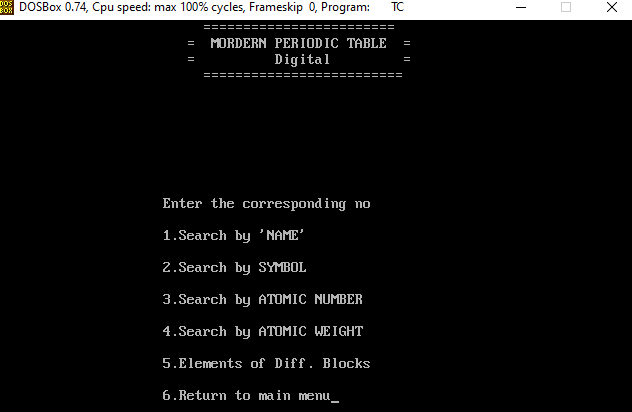 DOS BOX DOSBox 0.74, Cpu speed: max 100% cycles, Frameskip 0, Program: TC
========================
= MORDERN PERIODIC TABLE =
= Digital =
=========================
Enter the corresponding no
1.Search by 'NAME'
2.Search by SYMBOL
3.Search by ATOMIC NUMBER
4.Search by ATOMIC WEIGHT
5.Elements of Diff. Blocks
6.Return to main menu_